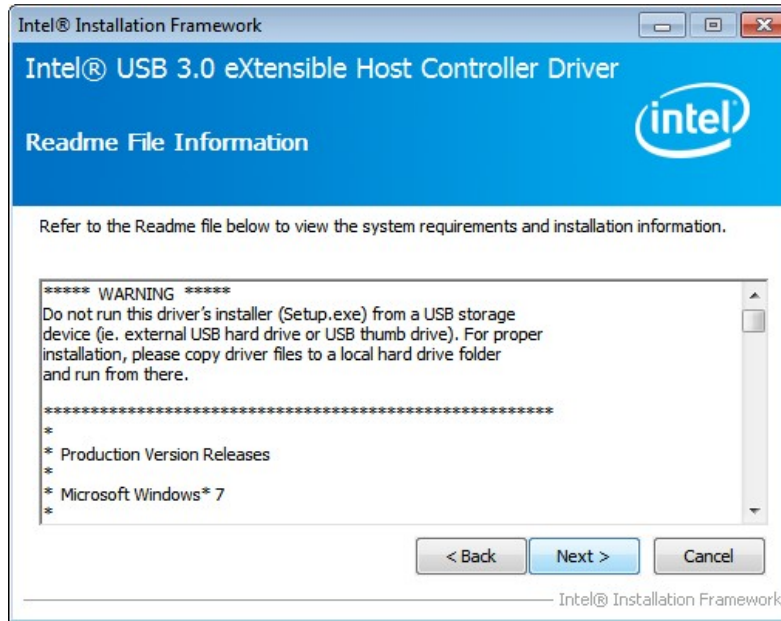 Intel® Installation Framework
Intel® USB 3.0 eXtensible Host Controller Driver
intel®
Readme File Information
Refer to the Readme file below to view the system requirements and installation information.
***** WARNING *****
Do not run this driver's installer (Setup.exe) from a USB storage
device (ie. external USB hard drive or USB thumb drive). For proper
installation, please copy driver files to a local hard drive folder
and run from there.
*******************************************************
*
* Production Version Releases
*
* Microsoft Windows* 7
*
< Back Next > Cancel
Intel® Installation Framework